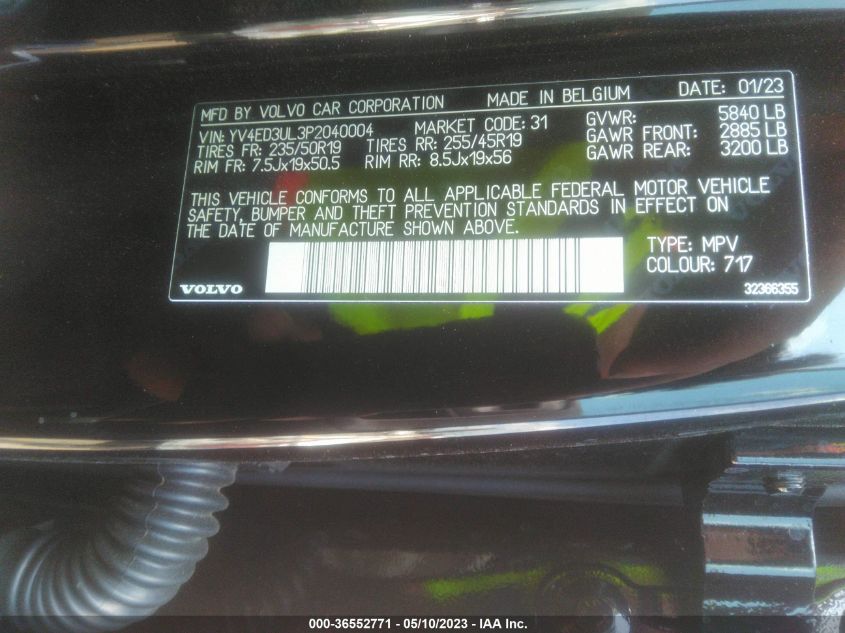 MFD BY VOLVO CAR CORPORATION MADE IN BELGIUM DATE: 01/23
VIN: YV4ED3UL3P2040004 MARKET CODE: 31 GVWR: 5840 LB
TIRES FR: 235/50R19 TIRES RR: 255/45R19 GAWR FRONT: 2885 LB
RIM FR: 7.5Jx19x50.5 RIM RR: 8.5Jx19x56 GAWR REAR: 3200 LB
THIS VEHICLE CONFORMS TO ALL APPLICABLE FEDERAL MOTOR VEHICLE
SAFETY, BUMPER AND THEFT PREVENTION STANDARDS IN EFFECT ON
THE DATE OF MANUFACTURE SHOWN ABOVE.
TYPE: MPV
COLOUR: 717
VOLVO 32366355
000-36552771 - 05/10/2023 - IAA Inc.